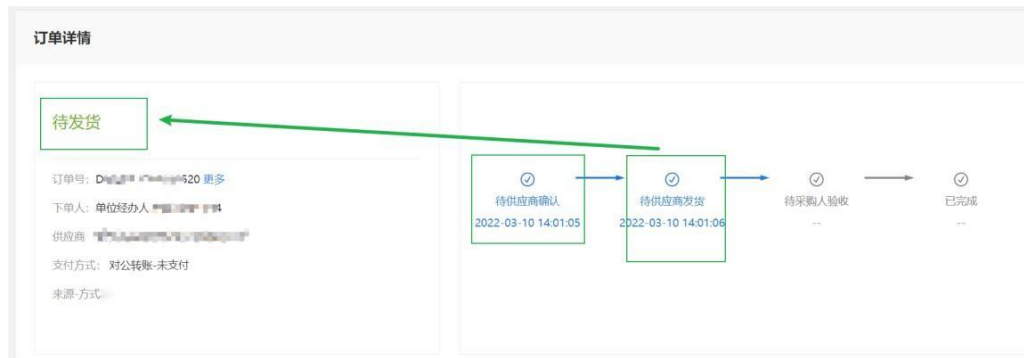 订单详情
待发货
订单号: 520 更多
下单人: 单位经办人
供应商
支付方式: 对公转账-未支付
来源-方式
待供应商确认
2022-03-10 14:01:05
待供应商发货
2022-03-10 14:01:06
待采购人验收
--
已完成
--